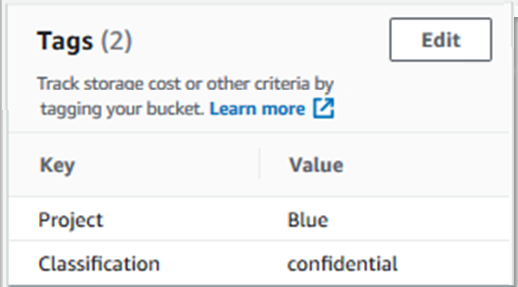 Tags (2)
Edit
Track storage cost or other criteria by
tagging your bucket. Learn more
Key Value
Project Blue
Classification confidential